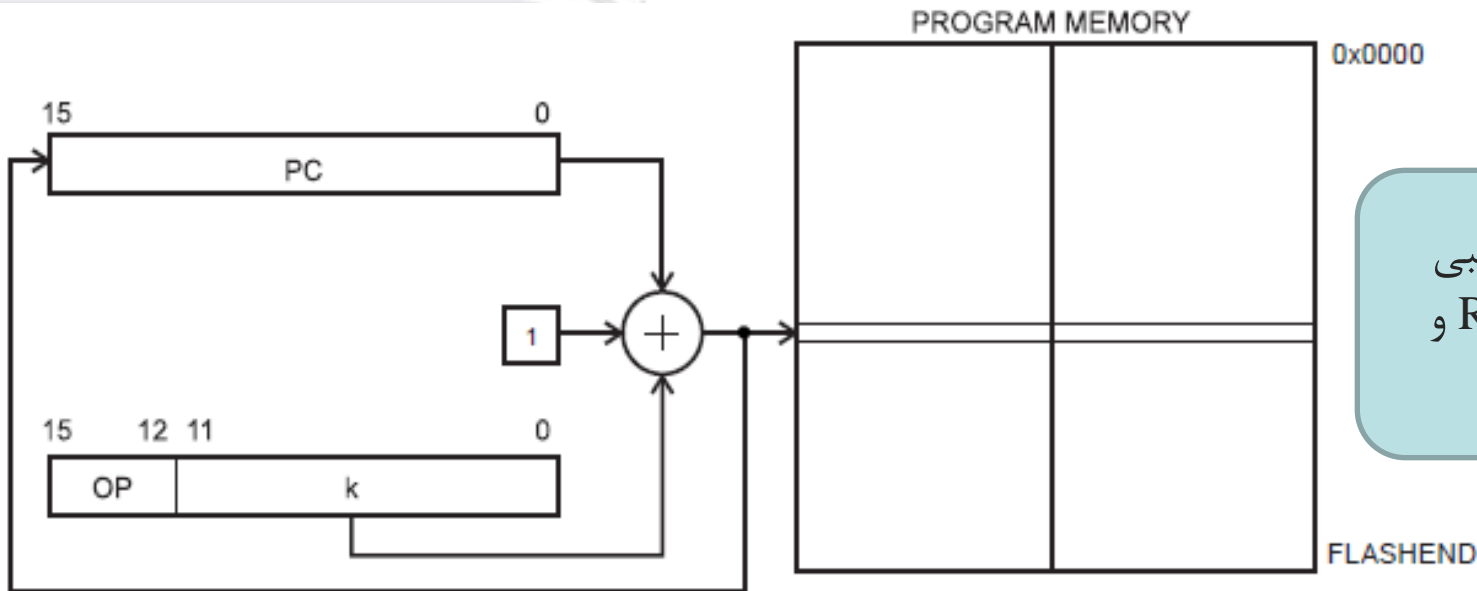 PROGRAM MEMORY
0x0000
15 0
PC
1
15 12 11 0
OP k
FLASHEND
و